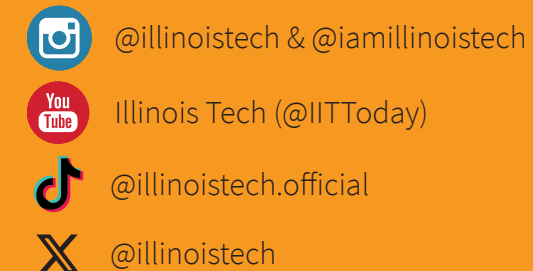 @illinoistech & @iamillinoistech
You
Tube
Illinois Tech (@IITToday)
@illinoistech.official
@illinoistech